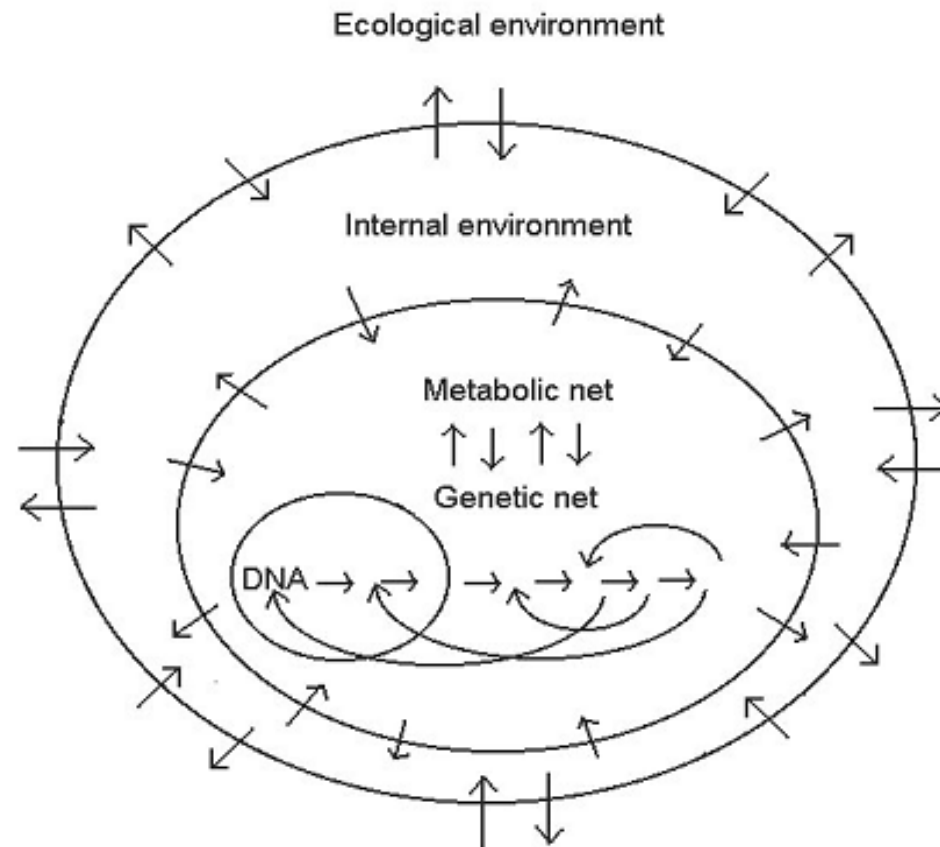 Ecological environment
Internal environment
Metabolic net
Genetic net
DNA